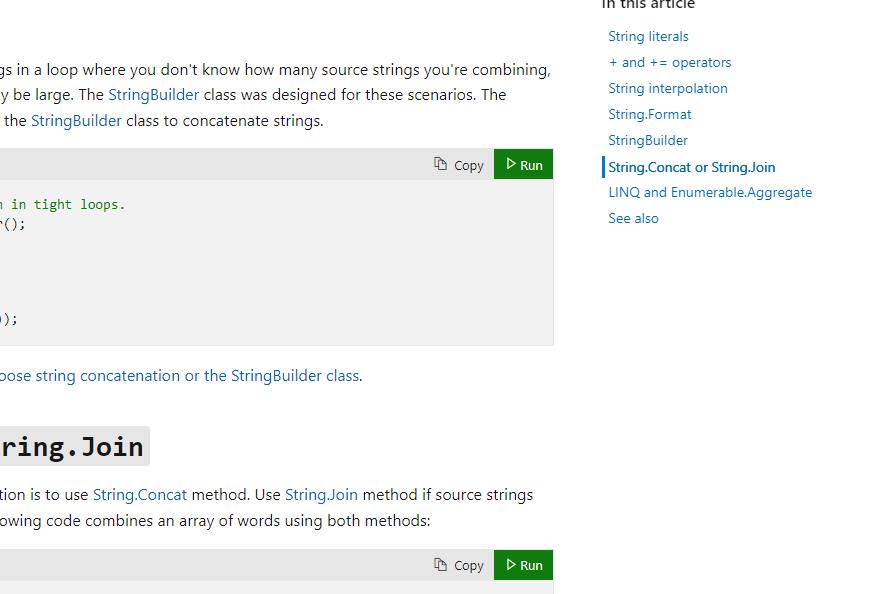 In this article
String literals
+ and += operators
String interpolation
String.Format
StringBuilder
String.Concat or String.Join
LINQ and Enumerable.Aggregate
See also
in a loop where you don't know how many source strings you're combining,
be large. The StringBuilder class was designed for these scenarios. The
the StringBuilder class to concatenate strings.
Copy Run
in tight loops.
();
));
string concatenation or the StringBuilder class.
ring.Join
is to use String.Concat method. Use String.Join method if source strings
code combines an array of words using both methods:
Copy Run